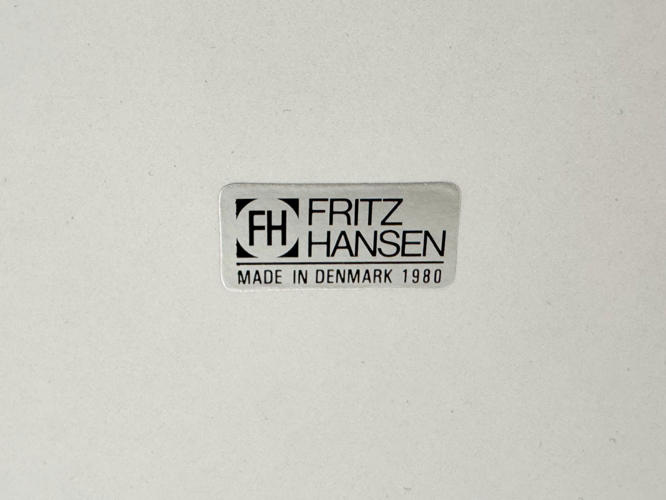 FH FRITZ
HANSEN
MADE IN DENMARK 1980